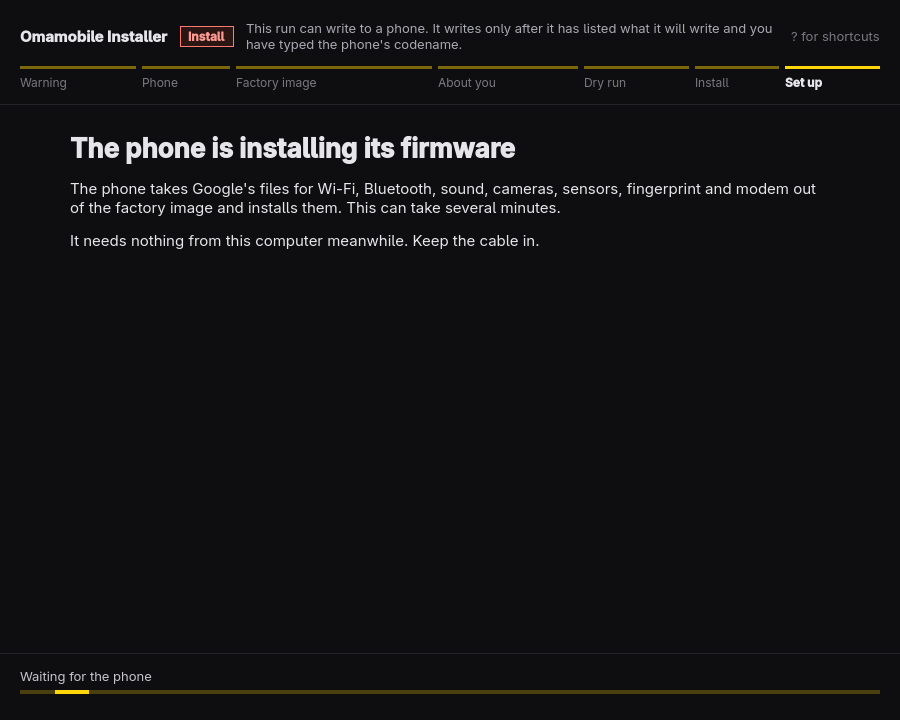 Omamobile Installer
Install
This run can write to a phone. It writes only after it has listed what it will write and you
have typed the phone's codename.
? for shortcuts
Warning
Phone
Factory image
About you
Dry run
Install
Set up
The phone is installing its firmware
The phone takes Google's files for Wi-Fi, Bluetooth, sound, cameras, sensors, fingerprint and modem out
of the factory image and installs them. This can take several minutes.
It needs nothing from this computer meanwhile. Keep the cable in.
Waiting for the phone